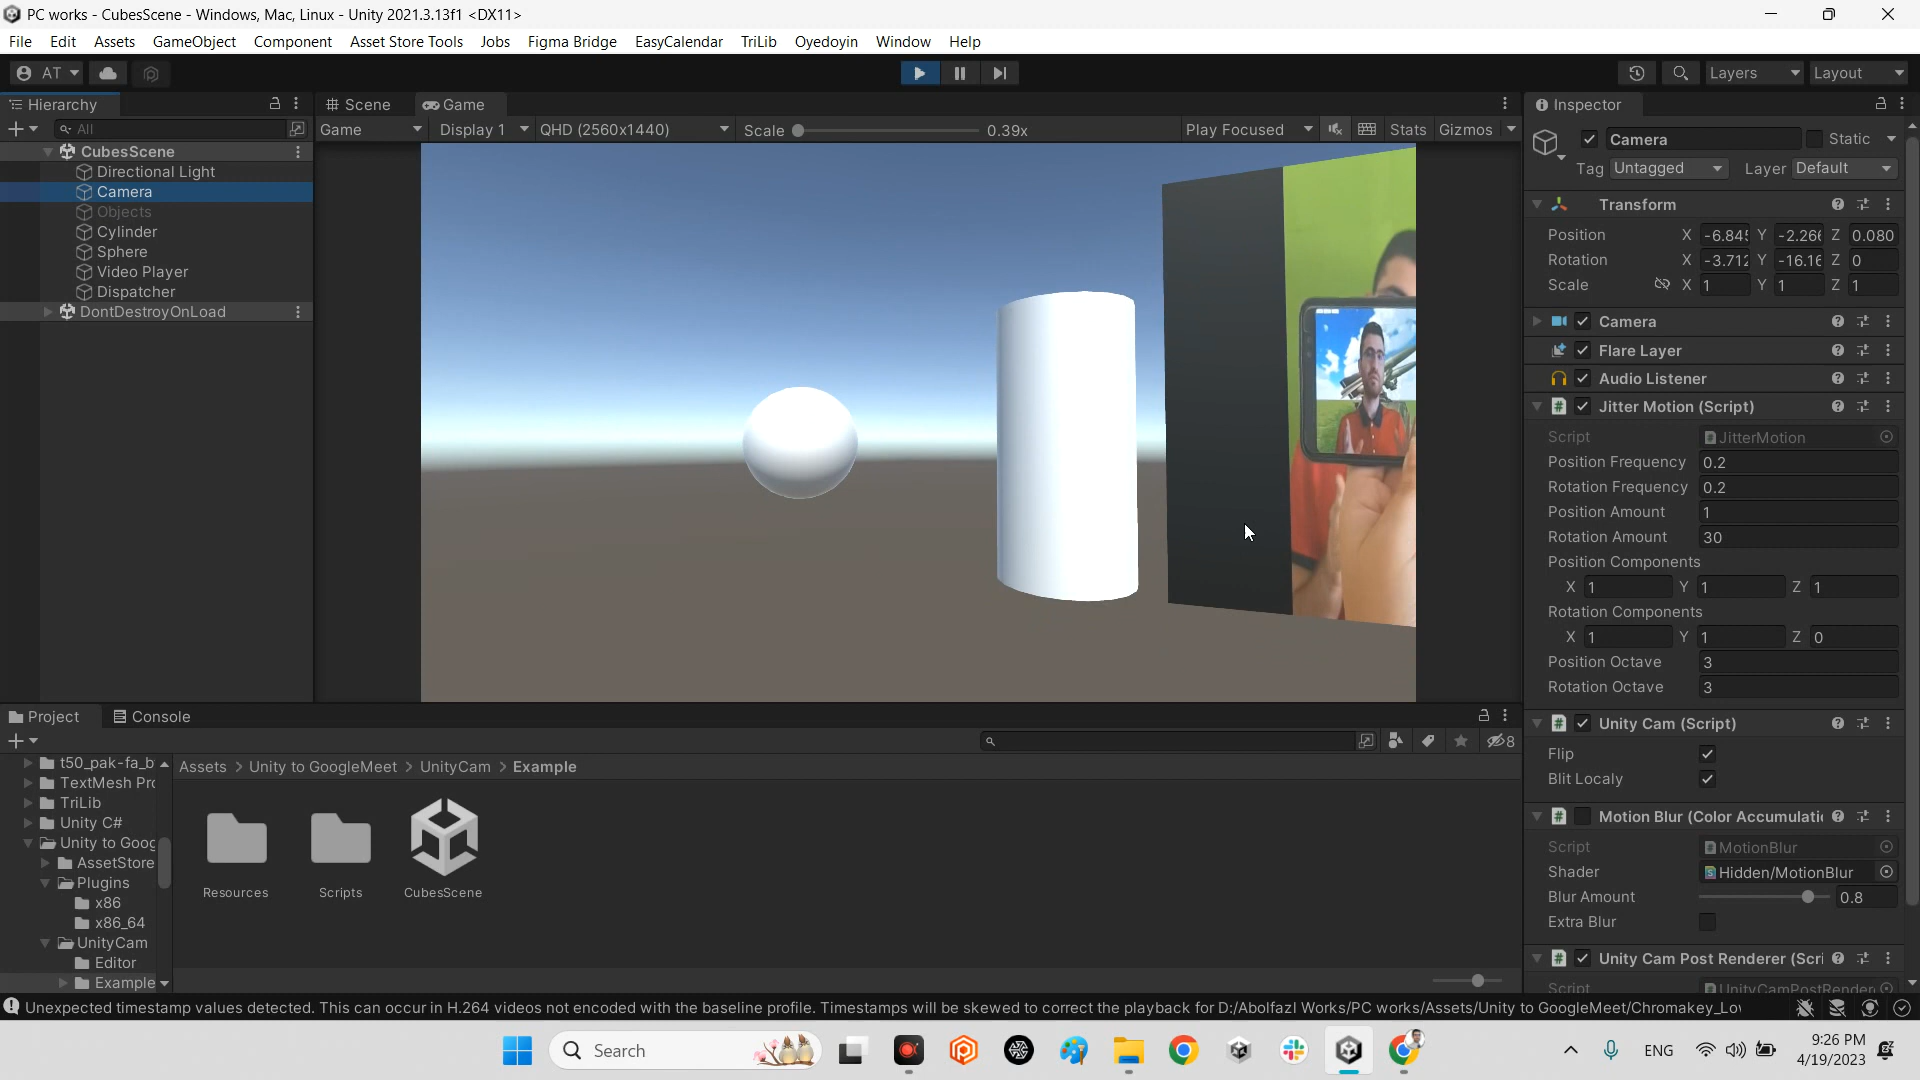 PC works - CubesScene - Windows, Mac, Linux - Unity 2021.3.13f1 <DX11>
File Edit Assets GameObject Component Asset Store Tools Jobs Figma Bridge EasyCalendar TriLib Oyedoyin Window Help
AT Layers Layout
Hierarchy Scene Game Inspector
All Game Display 1 QHD (2560x1440) Scale 0.39x Play Focused Stats Gizmos
Camera Static
Tag Untagged Layer Default
CubesScene
Directional Light
Camera
Objects
Cylinder
Sphere
Video Player
Dispatcher
DontDestroyOnLoad
Transform
Position X -6.845 Y -2.266 Z 0.080
Rotation X -3.712 Y -16.16 Z 0
Scale X 1 Y 1 Z 1
Camera
Flare Layer
Audio Listener
Jitter Motion (Script)
Script JitterMotion
Position Frequency 0.2
Rotation Frequency 0.2
Position Amount 1
Rotation Amount 30
Position Components
X 1 Y 1 Z 1
Rotation Components
X 1 Y 1 Z 0
Position Octave 3
Rotation Octave 3
Unity Cam (Script)
Flip
Blit Localy
Motion Blur (Color Accumulati
Script MotionBlur
Shader Hidden/MotionBlur
Blur Amount 0.8
Extra Blur
Unity Cam Post Renderer (Scri
Script UnityCamPostRender
Project Console
8
t50_pak-fa_b
TextMesh Pro
TriLib
Unity C#
Unity to Goog
AssetStore
Plugins
x86
x86_64
UnityCam
Editor
Example
Assets > Unity to GoogleMeet > UnityCam > Example
Resources Scripts CubesScene
Unexpected timestamp values detected. This can occur in H.264 videos not encoded with the baseline profile. Timestamps will be skewed to correct the playback for D:/Abolfazl Works/PC works/Assets/Unity to GoogleMeet/Chromakey_Lov
Search ENG 9:26 PM
4/19/2023